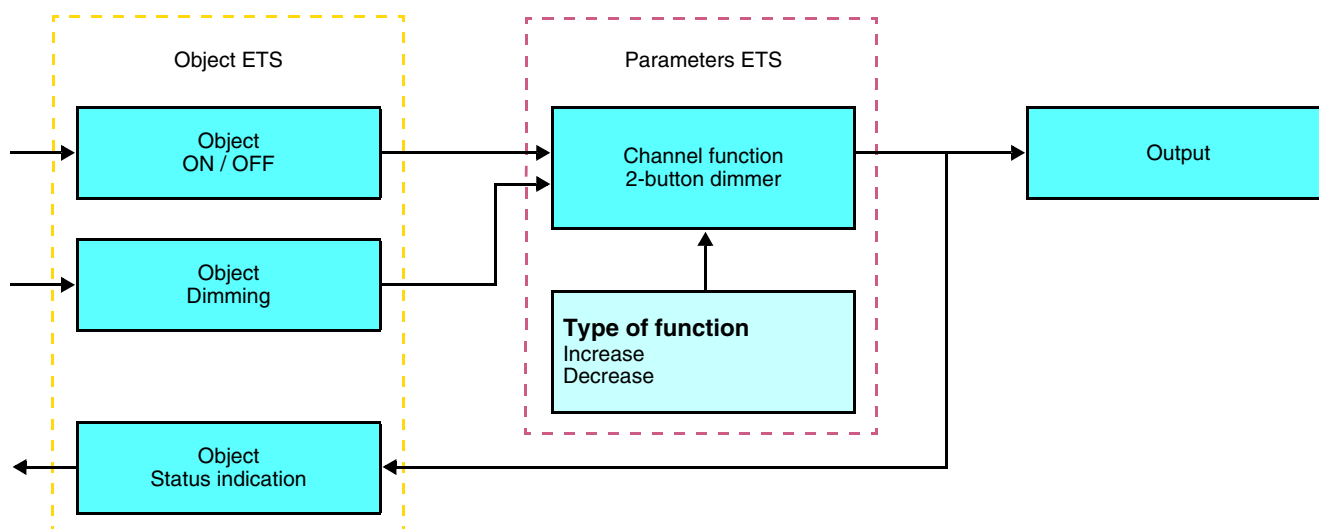 Object ETS
Parameters ETS
Object
ON / OFF
Channel function
2-button dimmer
Output
Object
Dimming
Type of function
Increase
Decrease
Object
Status indication